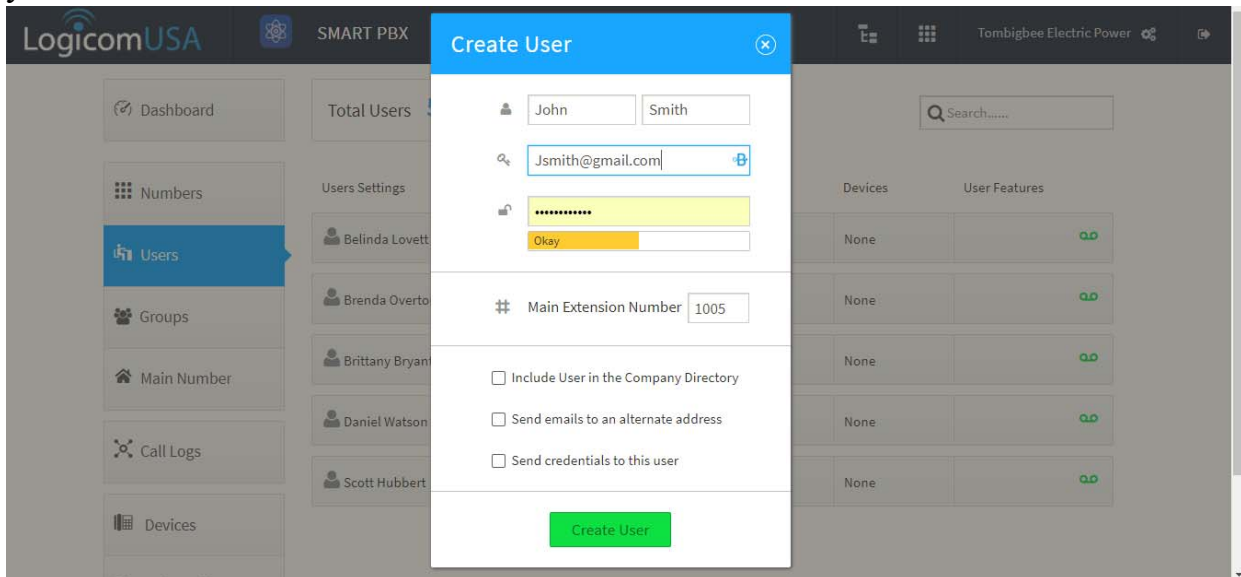 LogicomUSA
SMART PBX
Tombigbee Electric Power
Create User
Dashboard
Total Users
Search......
John
Smith
Jsmith@gmail.com
Okay
Numbers
Users
Groups
Main Number
Call Logs
Devices
Users Settings
Devices
User Features
Belinda Lovett
None
Brenda Overto
None
Brittany Bryant
None
Daniel Watson
None
Scott Hubbert
None
Main Extension Number 1005
Include User in the Company Directory
Send emails to an alternate address
Send credentials to this user
Create User